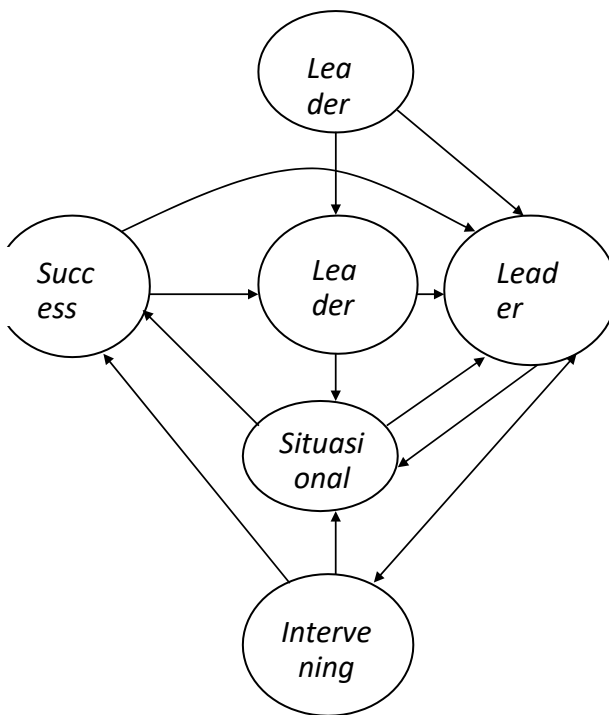 Lea
der
Succ
ess
Lea
der
Lead
er
Situasi
onal
Interve
ning